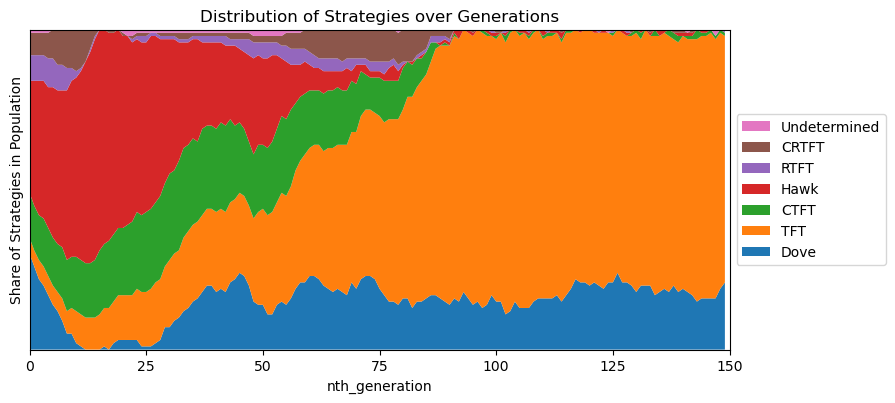 Distribution of Strategies over Generations
Share of Strategies in Population
0 25 50 75 100 125 150
nth_generation
Undetermined
CRTFT
RTFT
Hawk
CTFT
TFT
Dove